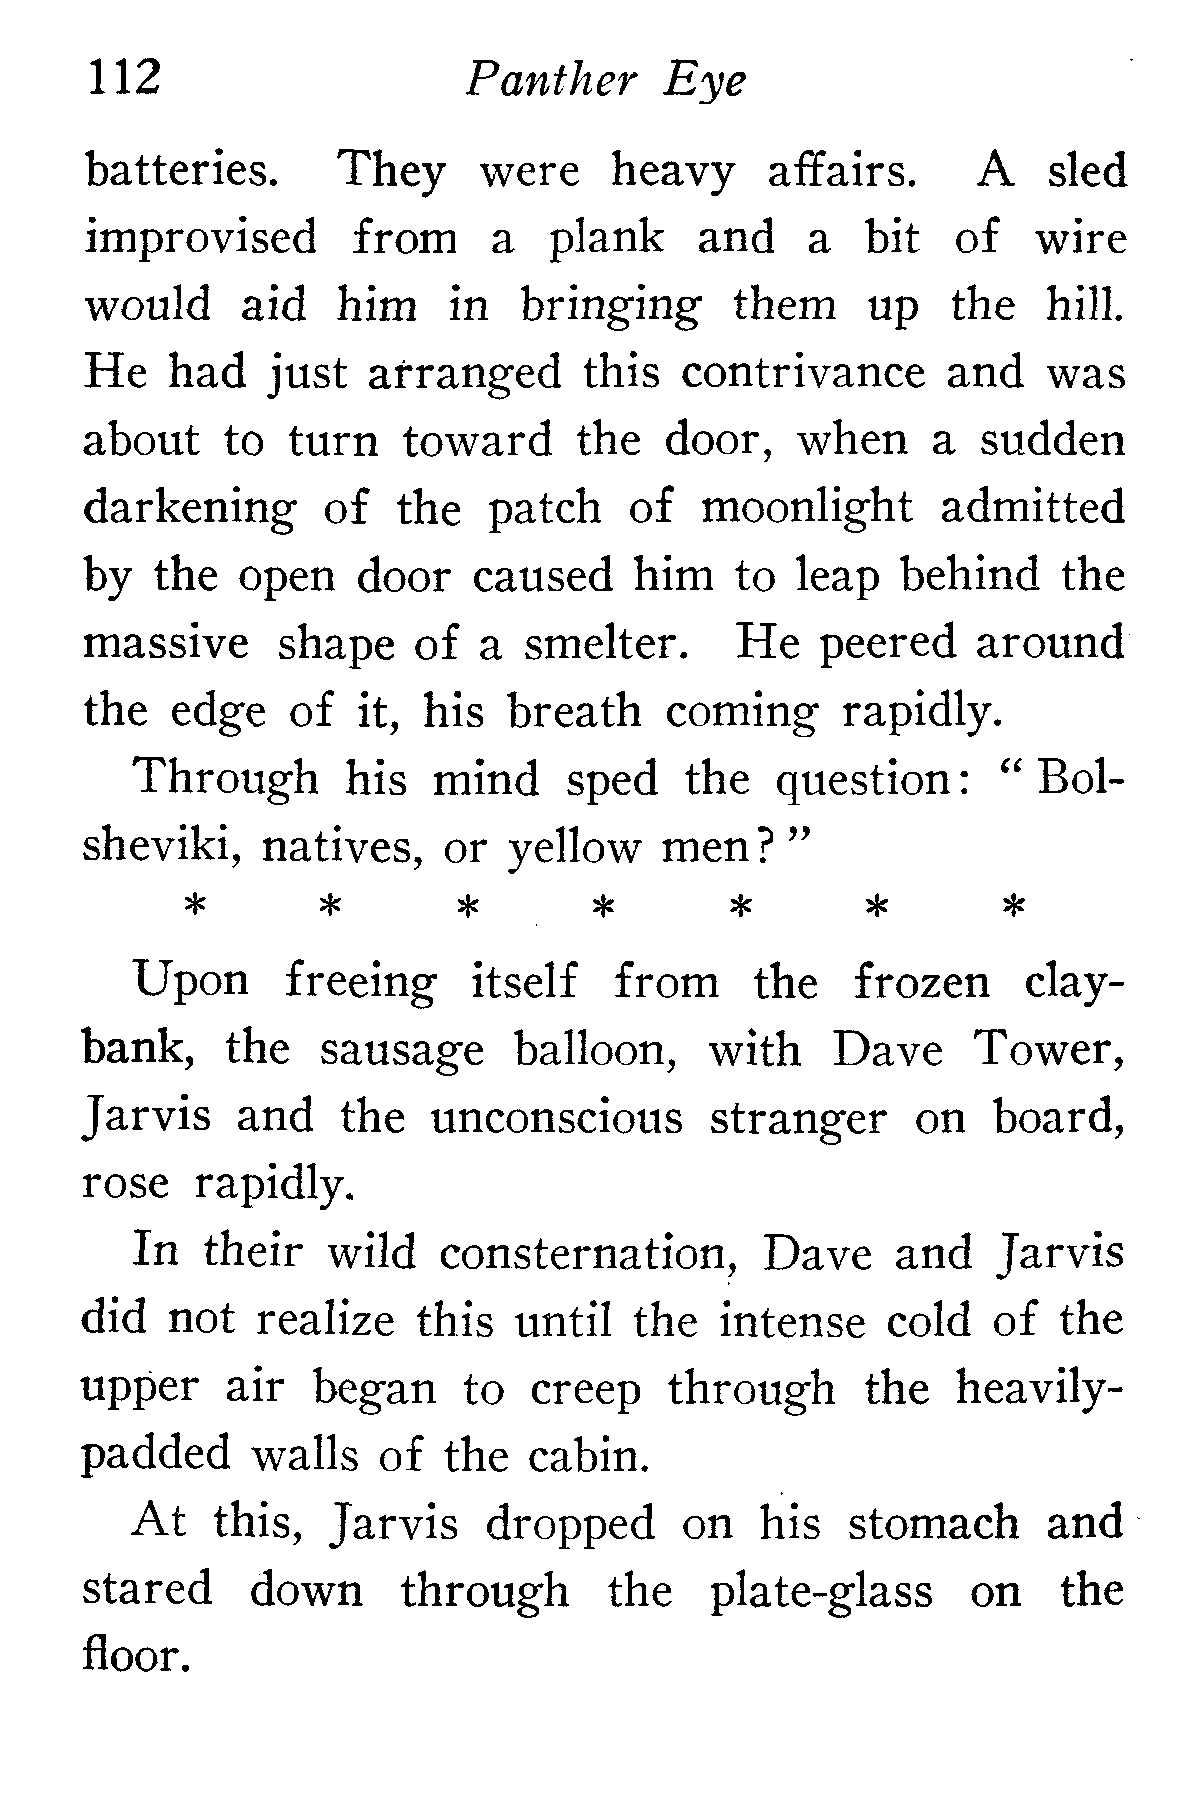 112 Panther Eye
batteries. They were heavy affairs. A sled
improvised from a plank and a bit of wire
would aid him in bringing them up the hill.
He had just arranged this contrivance and was
about to turn toward the door, when a sudden
darkening of the patch of moonlight admitted
by the open door caused him to leap behind the
massive shape of a smelter. He peered around
the edge of it, his breath coming rapidly.
Through his mind sped the question: “ Bol-
sheviki, natives, or yellow men? ”
* * * * * * *
Upon freeing itself from the frozen clay-
bank, the sausage balloon, with Dave Tower,
Jarvis and the unconscious stranger on board,
rose rapidly.
In their wild consternation, Dave and Jarvis
did not realize this until the intense cold of the
upper air began to creep through the heavily-
padded walls of the cabin.
At this, Jarvis dropped on his stomach and
stared down through the plate-glass on the
floor.